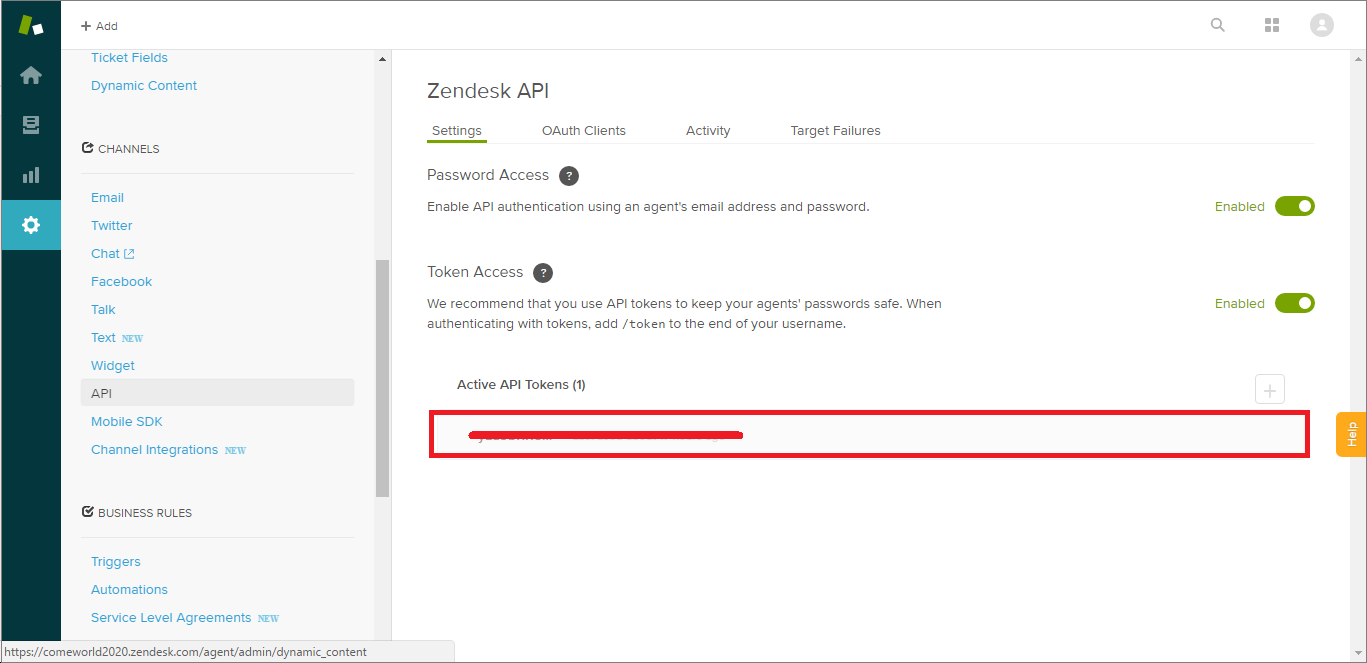 + Add
Ticket Fields
Dynamic Content
CHANNELS
Email
Twitter
Chat
Facebook
Talk
Text NEW
Widget
API
Mobile SDK
Channel Integrations NEW
BUSINESS RULES
Triggers
Automations
Service Level Agreements NEW
https://comeworld2020.zendesk.com/agent/admin/dynamic_content
Zendesk API
Settings OAuth Clients Activity Target Failures
Password Access ?
Enable API authentication using an agent's email address and password. Enabled
Token Access ?
We recommend that you use API tokens to keep your agents' passwords safe. When Enabled
authenticating with tokens, add /token to the end of your username.
Active API Tokens (1) +
Help